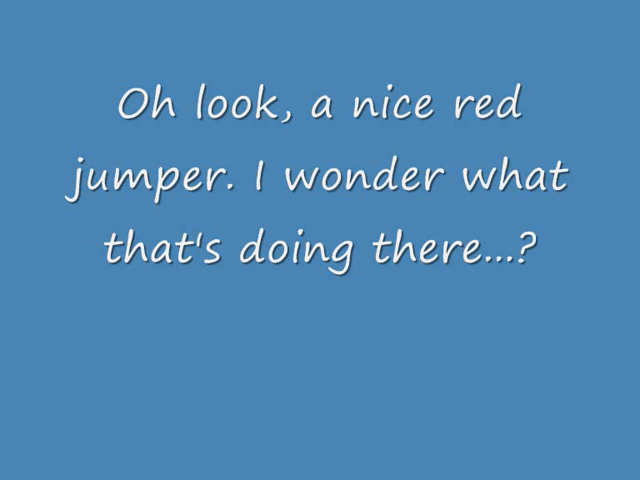 Oh look, a nice red
jumper. I wonder what
that's doing there...?